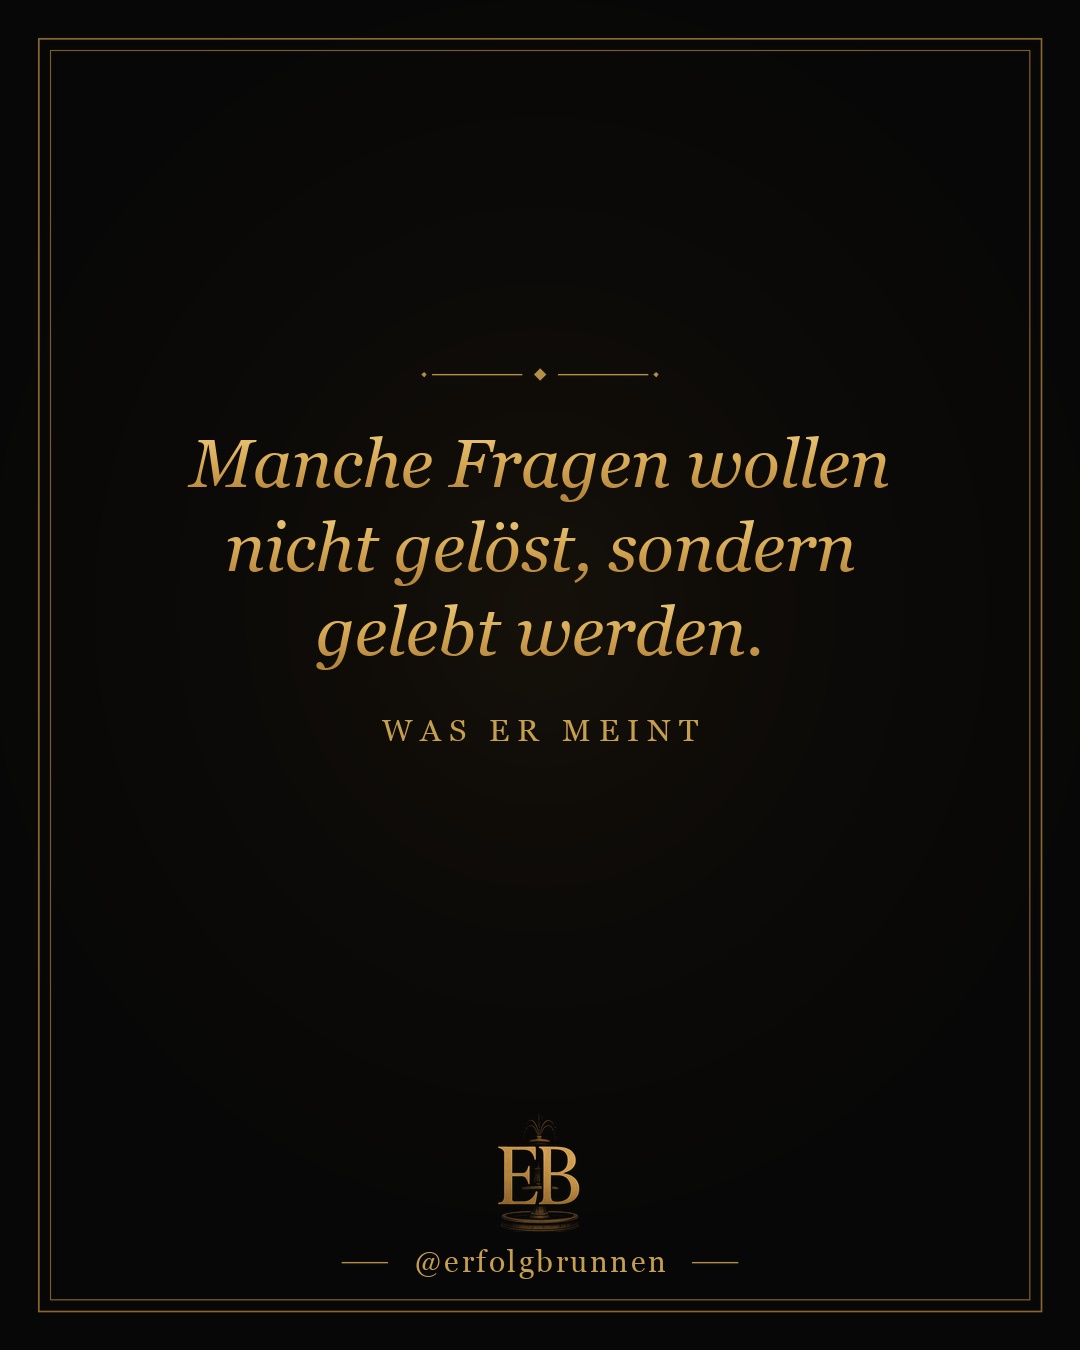 Manche Fragen wollen
nicht gelöst, sondern
gelebt werden.
WAS ER MEINT
EB
@erfolgbrunnen